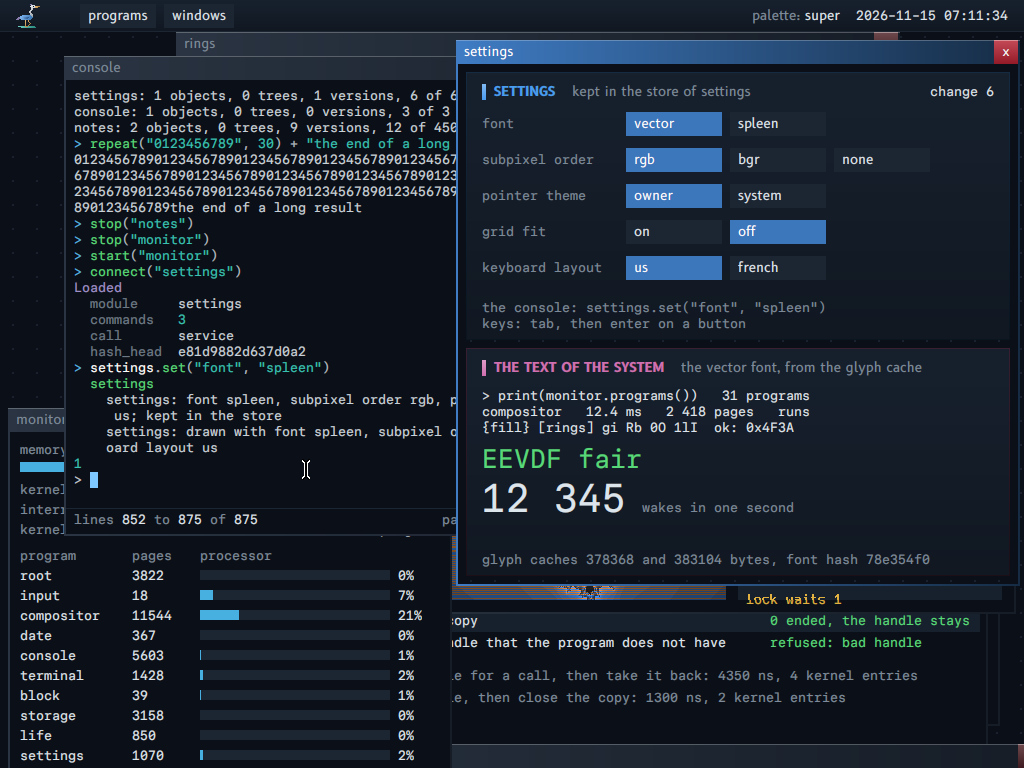 programs windows palette: super 2026-11-15 07:11:34
rings
console
settings: 1 objects, 0 trees, 1 versions, 6 of 6
console: 1 objects, 0 trees, 0 versions, 3 of 3
notes: 2 objects, 0 trees, 9 versions, 12 of 450
> repeat("0123456789", 30) + "the end of a long
012345678901234567890123456789012345678901234567
678901234567890123456789012345678901234567890123
234567890123456789012345678901234567890123456789
890123456789the end of a long result
> stop("notes")
> stop("monitor")
> start("monitor")
> connect("settings")
Loaded
module settings
commands 3
call service
hash_head e81d9882d637d0a2
> settings.set("font", "spleen")
settings
settings: font spleen, subpixel order rgb, p
us; kept in the store
settings: drawn with font spleen, subpixel o
oard layout us
1
>
lines 852 to 875 of 875 pa
settings x
SETTINGS kept in the store of settings change 6
font vector spleen
subpixel order rgb bgr none
pointer theme owner system
grid fit on off
keyboard layout us french
the console: settings.set("font", "spleen")
keys: tab, then enter on a button
THE TEXT OF THE SYSTEM the vector font, from the glyph cache
> print(monitor.programs()) 31 programs
compositor 12.4 ms 2 418 pages runs
{fill} [rings] gi Rb 0O 1lI ok: 0x4F3A
EEVDF fair
12 345 wakes in one second
glyph caches 378368 and 383104 bytes, font hash 78e354f0
monitor
memory
kernel
inter
kernel
program pages processor
root 3822 0%
input 18 7%
compositor 11544 21%
date 367 0%
console 5603 1%
terminal 1428 2%
block 39 1%
storage 3158 0%
life 850 0%
settings 1070 2%
lock waits 1
copy 0 ended, the handle stays
ndle that the program does not have refused: bad handle
le for a call, then take it back: 4350 ns, 4 kernel entries
le, then close the copy: 1300 ns, 2 kernel entries